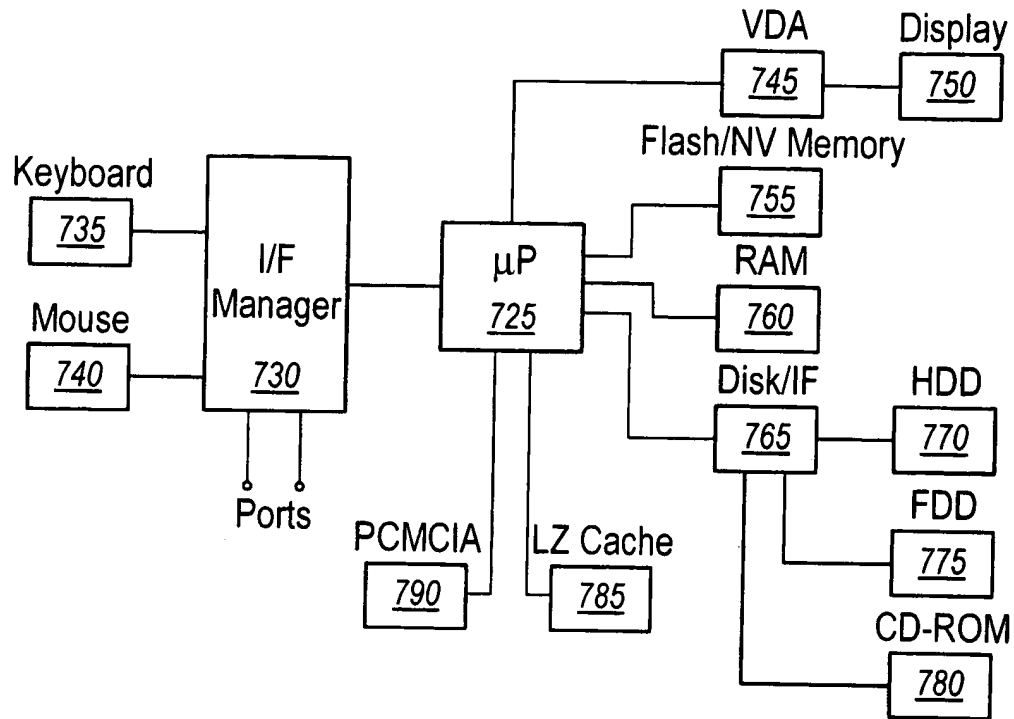 VDA
745
Display
750
Flash/NV Memory
755
Keyboard
735
I/F
Manager
730
µP
725
RAM
760
Mouse
740
Disk/IF
765
HDD
770
Ports
FDD
775
PCMCIA
790
LZ Cache
785
CD-ROM
780